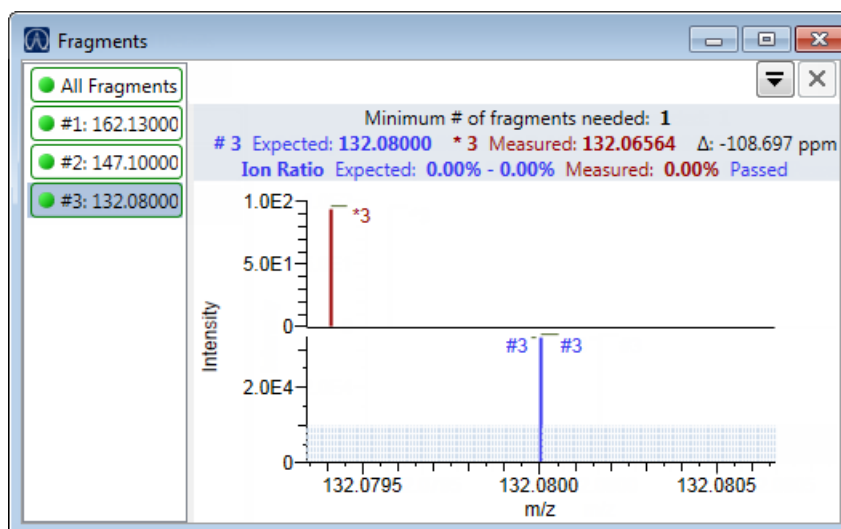 Fragments
All Fragments
#1: 162.13000
#2: 147.10000
#3: 132.08000
Minimum # of fragments needed: 1
# 3 Expected: 132.08000 * 3 Measured: 132.06564 Δ: -108.697 ppm
Ion Ratio Expected: 0.00% - 0.00% Measured: 0.00% Passed
1.0E2
*3
5.0E1
0
Intensity
#3 #3
2.0E4
0
132.0795 132.0800 132.0805
m/z